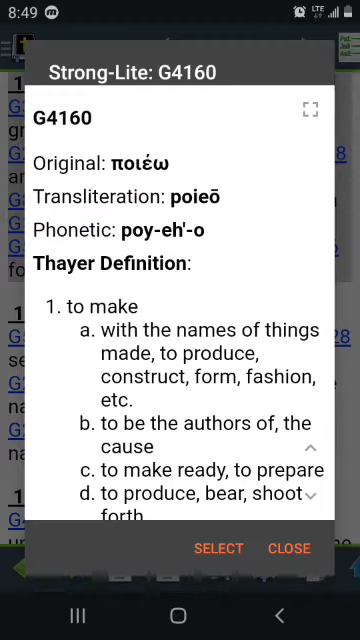 8:49
LTE
Strong-Lite: G4160
G4160
Original: ποιέω
Transliteration: poieō
Phonetic: poy-eh'-o
Thayer Definition:
1. to make
a. with the names of things
made, to produce,
construct, form, fashion,
etc.
b. to be the authors of, the
cause
c. to make ready, to prepare
d. to produce, bear, shoot
forth
SELECT
CLOSE